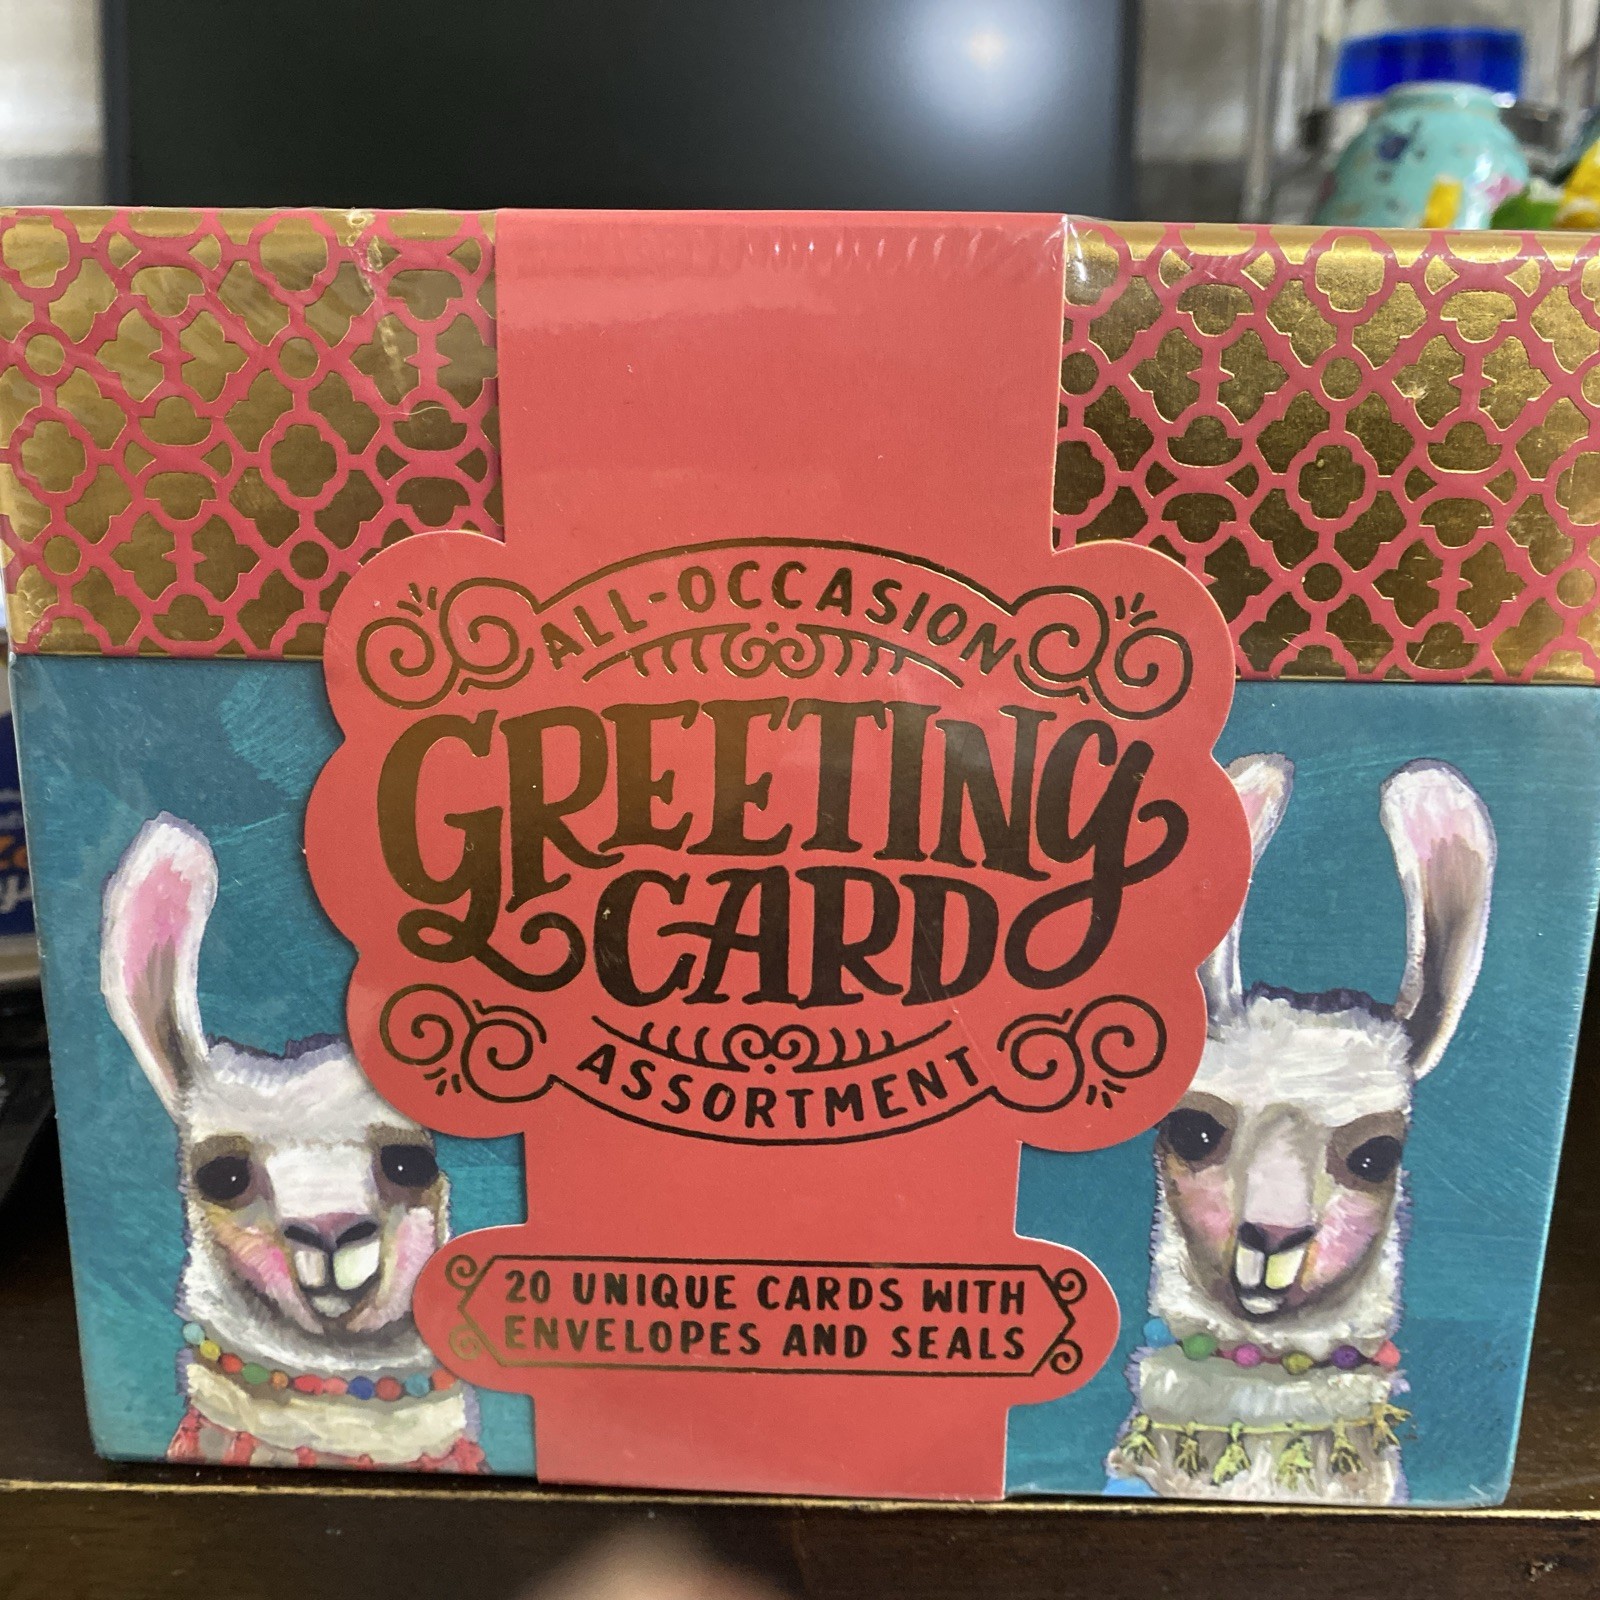 ALL-OCCASION
GREETING
CARD
ASSORTMENT
20 UNIQUE CARDS WITH
ENVELOPES AND SEALS